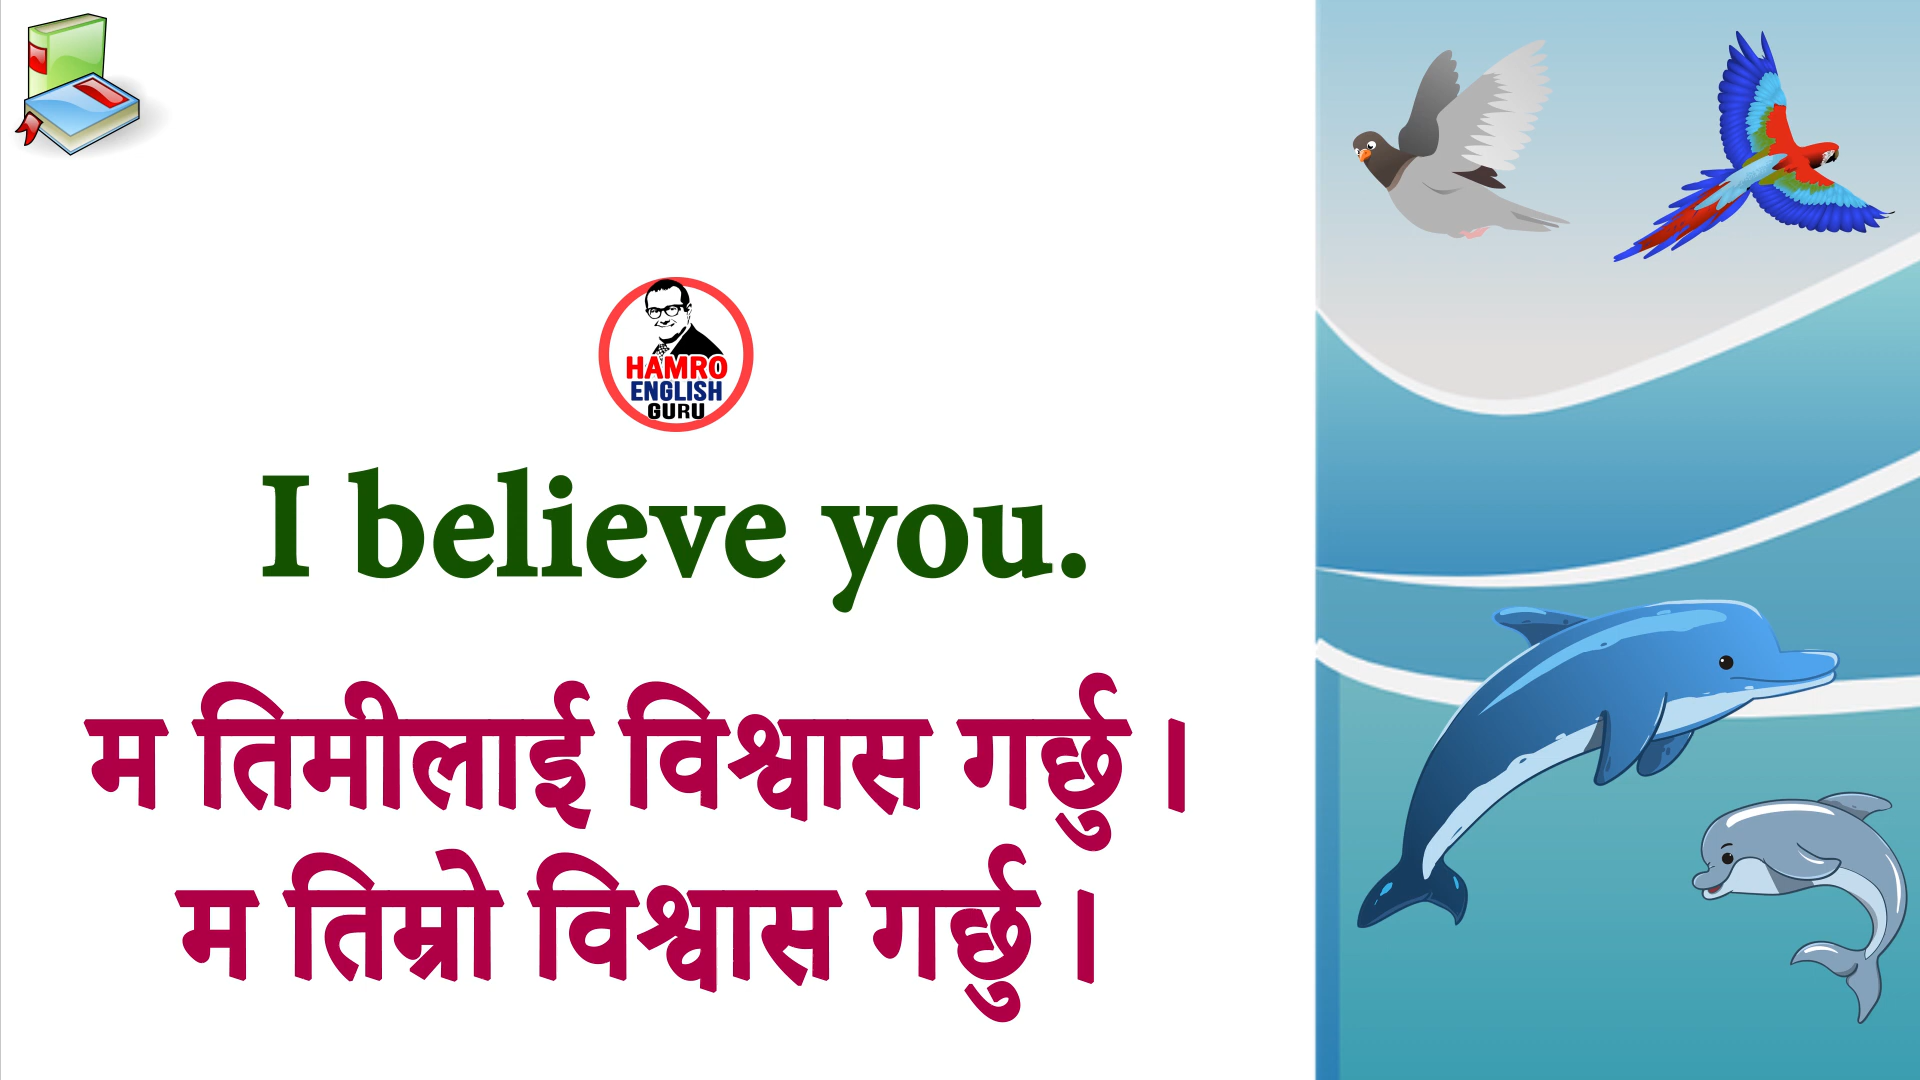 HAMRO
ENGLISH
GURU
I believe you.
म तिमीलाई विश्वास गर्छु ।
म तिम्रो विश्वास गर्छु ।